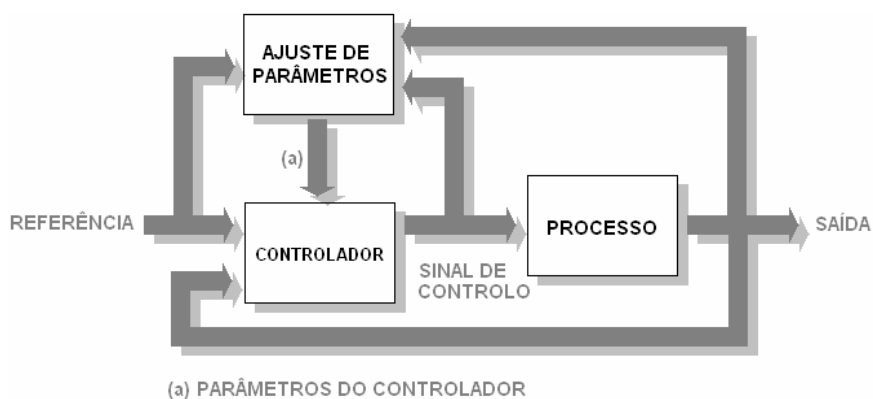 AJUSTE DE
PARÂMETROS
(a)
REFERÊNCIA
CONTROLADOR
SINAL DE
CONTROLO
PROCESSO
SAÍDA
(a) PARÂMETROS DO CONTROLADOR